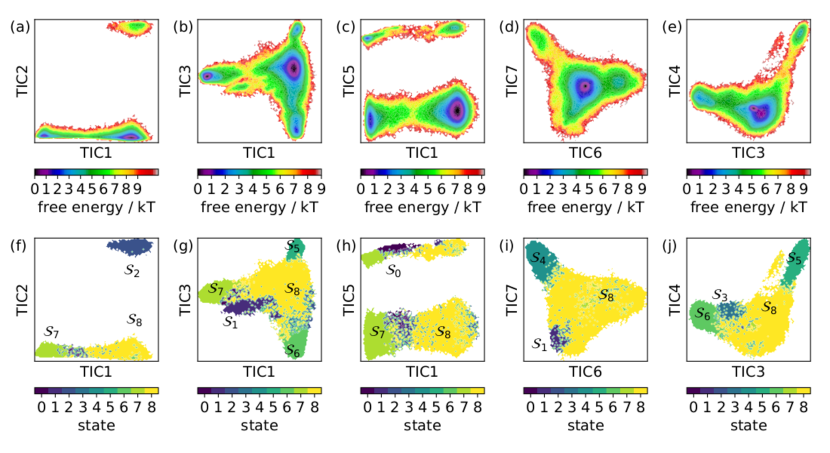 (a) (b) (c) (d) (e)
TIC2 TIC3 TIC5 TIC7 TIC4
TIC1 TIC1 TIC1 TIC6 TIC3
0 1 2 3 4 5 6 7 8 9 0 1 2 3 4 5 6 7 8 9 0 1 2 3 4 5 6 7 8 9 0 1 2 3 4 5 6 7 8 9 0 1 2 3 4 5 6 7 8 9
free energy / kT free energy / kT free energy / kT free energy / kT free energy / kT
(f) (g) (h) (i) (j)
S5 S4 S5
S2 S0
S7 S8 S8 S3
TIC2 TIC3 TIC5 TIC7 TIC4
S8 S1 S6 S8
S7 S7 S8 S1
S6
TIC1 TIC1 TIC1 TIC6 TIC3
0 1 2 3 4 5 6 7 8 0 1 2 3 4 5 6 7 8 0 1 2 3 4 5 6 7 8 0 1 2 3 4 5 6 7 8 0 1 2 3 4 5 6 7 8
state state state state state